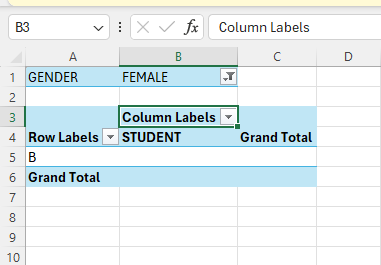 B3 fx Column Labels
A B C D
1 GENDER FEMALE
2
3 Column Labels
4 Row Labels STUDENT Grand Total
5 B
6 Grand Total
7
8
9
10